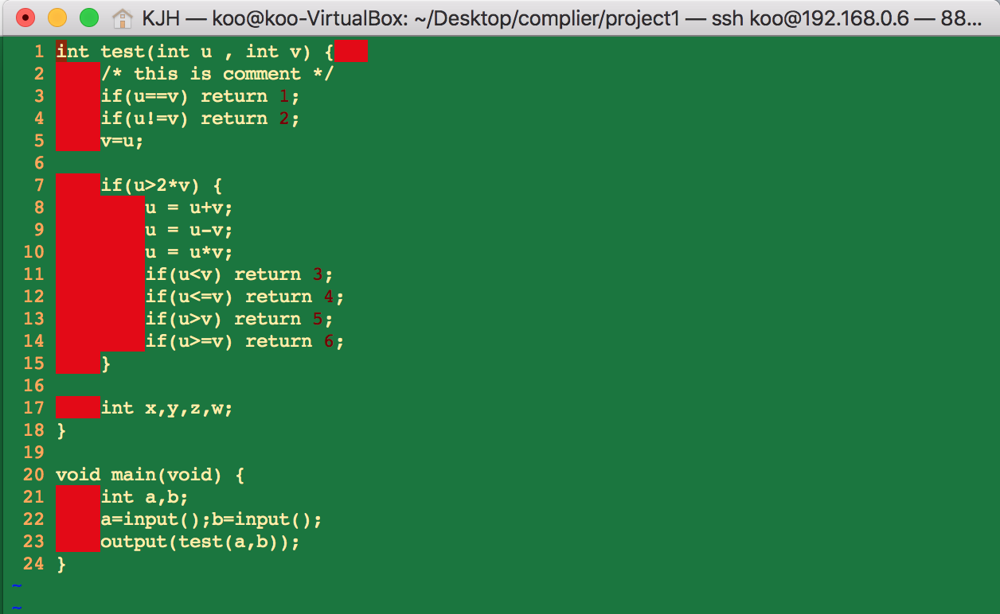 KJH — koo@koo-VirtualBox: ~/Desktop/complier/project1 — ssh koo@192.168.0.6 — 88...
1 int test(int u , int v) {
2 /* this is comment */
3 if(u==v) return 1;
4 if(u!=v) return 2;
5 v=u;
6
7 if(u>2*v) {
8 u = u+v;
9 u = u-v;
10 u = u*v;
11 if(u<v) return 3;
12 if(u<=v) return 4;
13 if(u>v) return 5;
14 if(u>=v) return 6;
15 }
16
17 int x,y,z,w;
18 }
19
20 void main(void) {
21 int a,b;
22 a=input();b=input();
23 output(test(a,b));
24 }
~
~